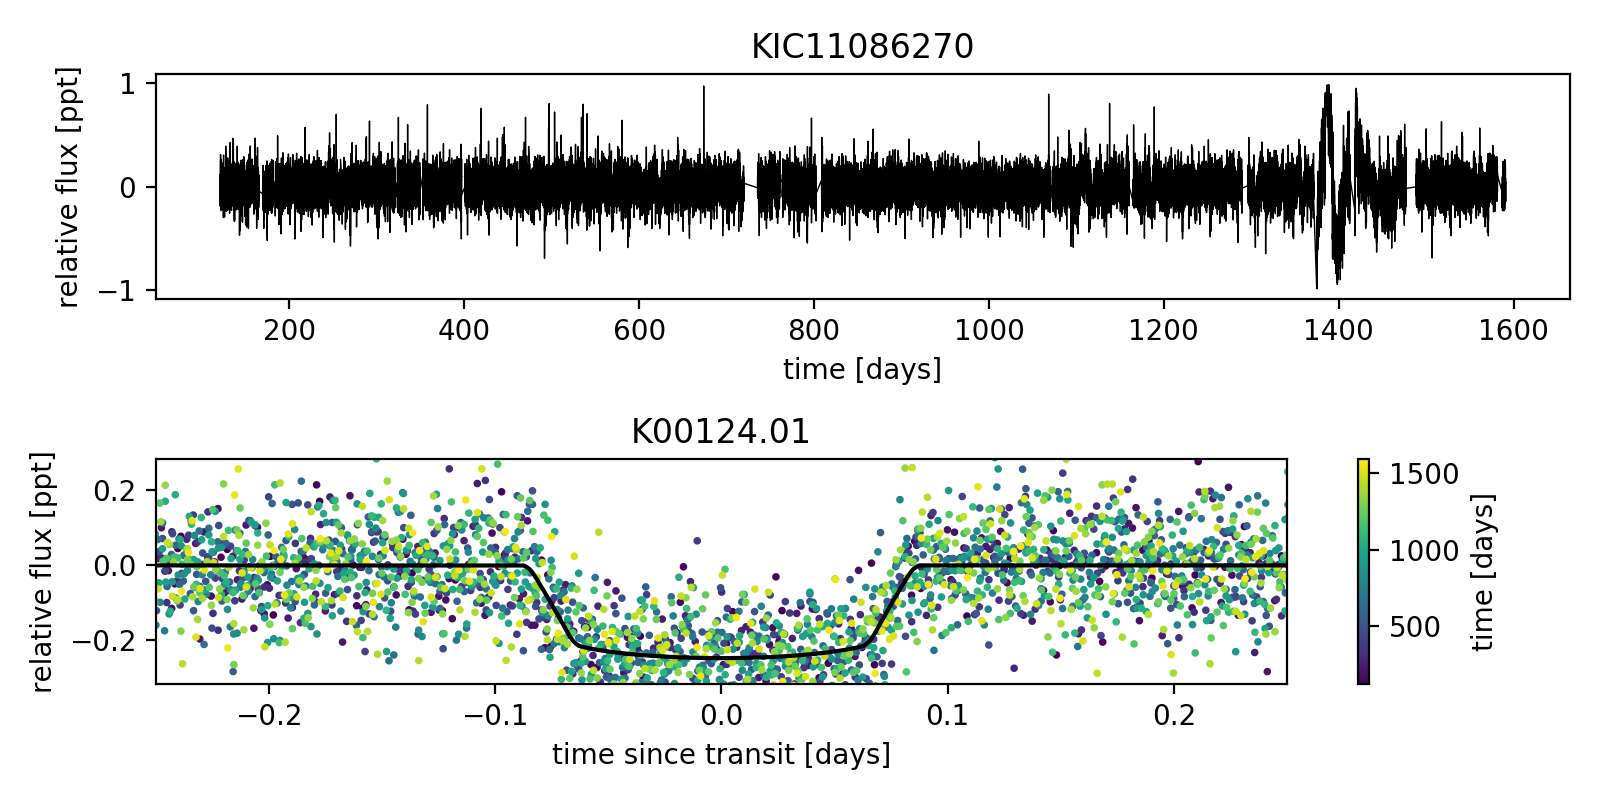 KIC11086270
relative flux [ppt]
1
0
−1
200 400 600 800 1000 1200 1400 1600
time [days]
K00124.01
relative flux [ppt]
0.2
0.0
−0.2
−0.2 −0.1 0.0 0.1 0.2
time since transit [days]
1500
1000
500
time [days]